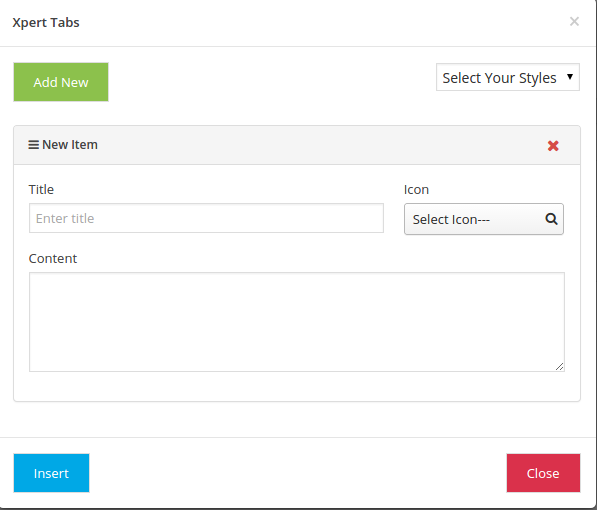 Xpert Tabs
Add New
Select Your Styles
New Item
Title
Icon
Enter title
Select Icon---
Content
Insert
Close